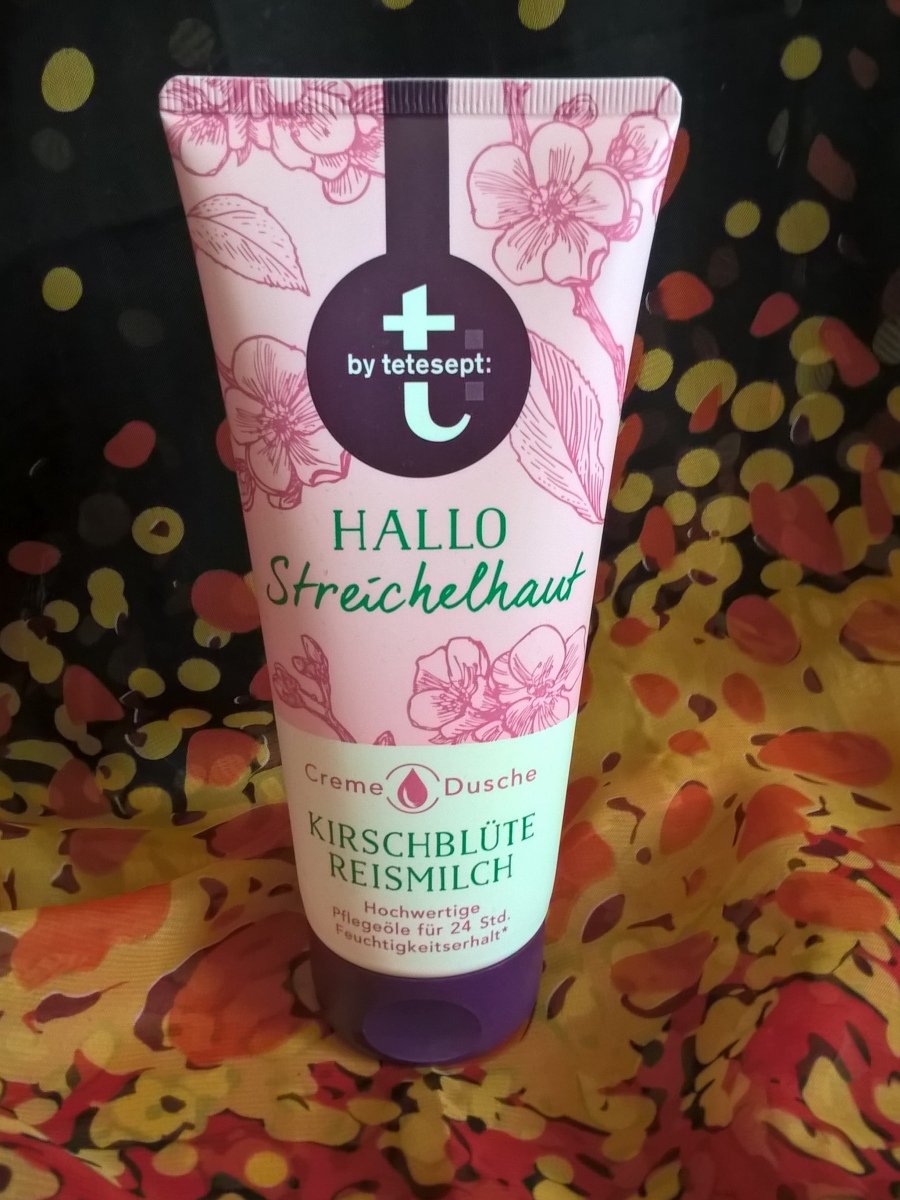 t
by tetesept:
HALLO
Streichelhaut
Creme Dusche
KIRSCHBLÜTE
REISMILCH
Hochwertige
Pflegeöle für 24 Std.
Feuchtigkeitserhalt*